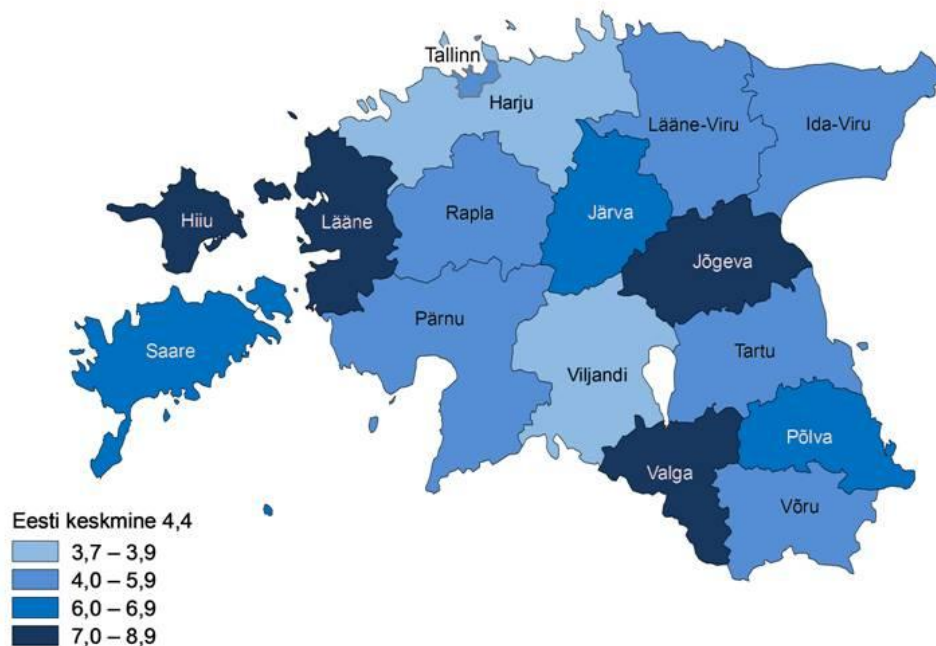 Tallinn
Harju
Lääne-Viru
Ida-Viru
Hiiu
Lääne
Rapla
Järva
Jõgeva
Saare
Pärnu
Viljandi
Tartu
Valga
Põlva
Võru
Eesti keskmine 4,4
3,7 – 3,9
4,0 – 5,9
6,0 – 6,9
7,0 – 8,9